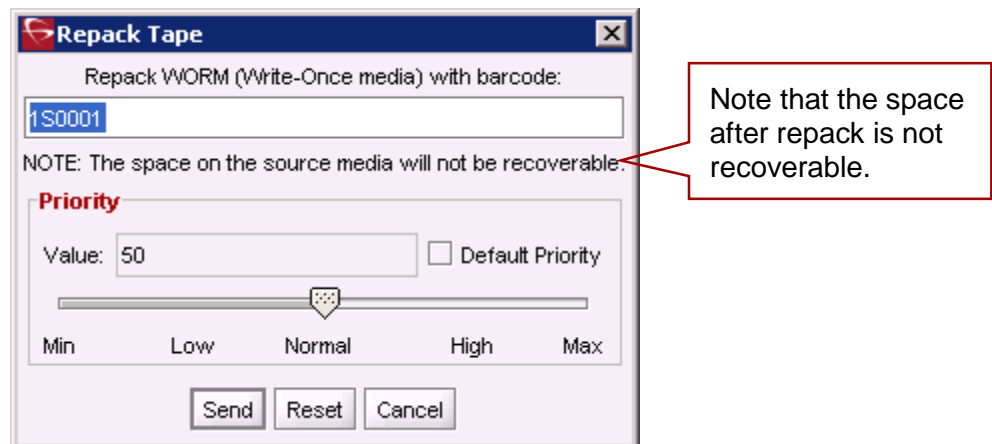 Repack Tape
Repack WORM (Write-Once media) with barcode:
1S0001
NOTE: The space on the source media will not be recoverable.
Priority
Value: 50 Default Priority
Min Low Normal High Max
Send Reset Cancel
Note that the space
after repack is not
recoverable.